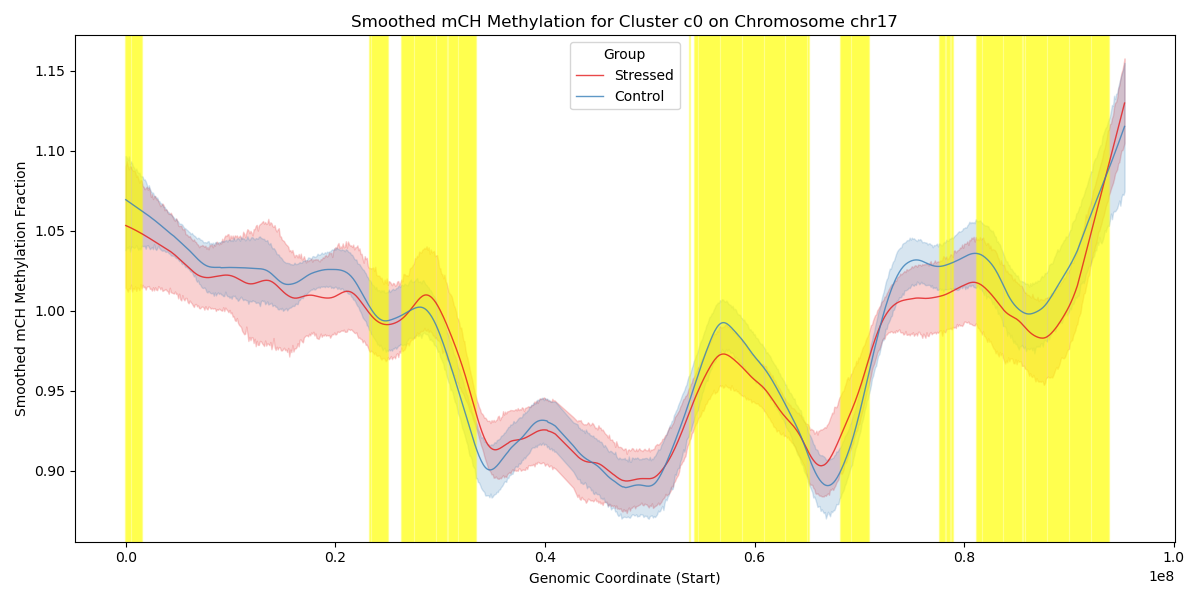 Smoothed mCH Methylation for Cluster c0 on Chromosome chr17
Smoothed mCH Methylation Fraction
1.15
1.10
1.05
1.00
0.95
0.90
Group
Stressed
Control
0.0
0.2
0.4
0.6
0.8
1.0
1e8
Genomic Coordinate (Start)